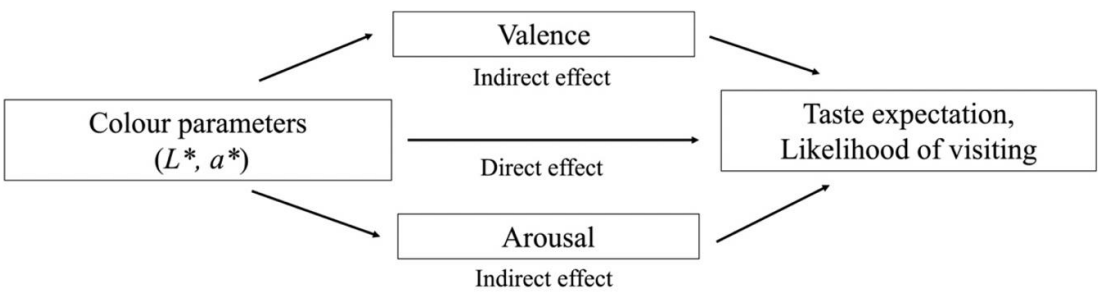 Valence
Indirect effect
Colour parameters
(L*, a*)
Direct effect
Taste expectation,
Likelihood of visiting
Arousal
Indirect effect